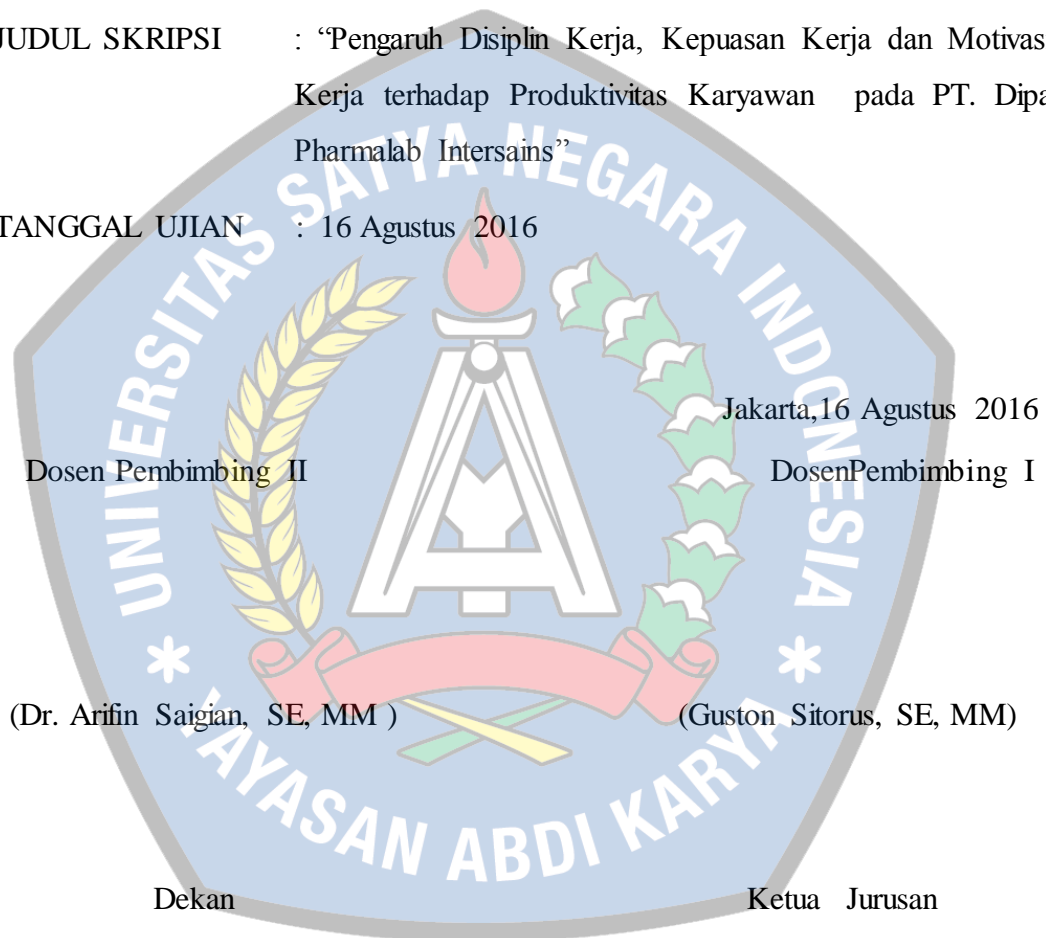 JUDUL SKRIPSI : “Pengaruh Disiplin Kerja, Kepuasan Kerja dan Motivas
Kerja terhadap Produktivitas Karyawan pada PT. Dipa
Pharmalab Intersains”
TANGGAL UJIAN : 16 Agustus 2016
Jakarta,16 Agustus 2016
Dosen Pembimbing II DosenPembimbing I
(Dr. Arifin Saigian, SE, MM ) (Guston Sitorus, SE, MM)
Dekan Ketua Jurusan
UNIVERSITAS SATYA NEGARA INDONESIA
* YAYASAN ABDI KARYA *